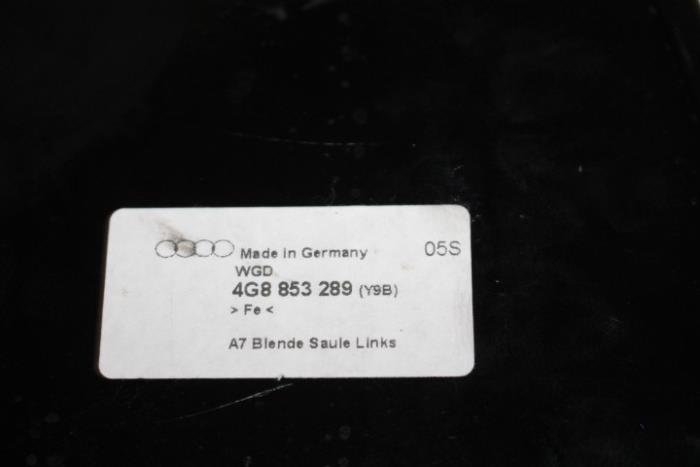 Made in Germany 05S
WGD
4G8 853 289 (Y9B)
> Fe <
A7 Blende Saule Links